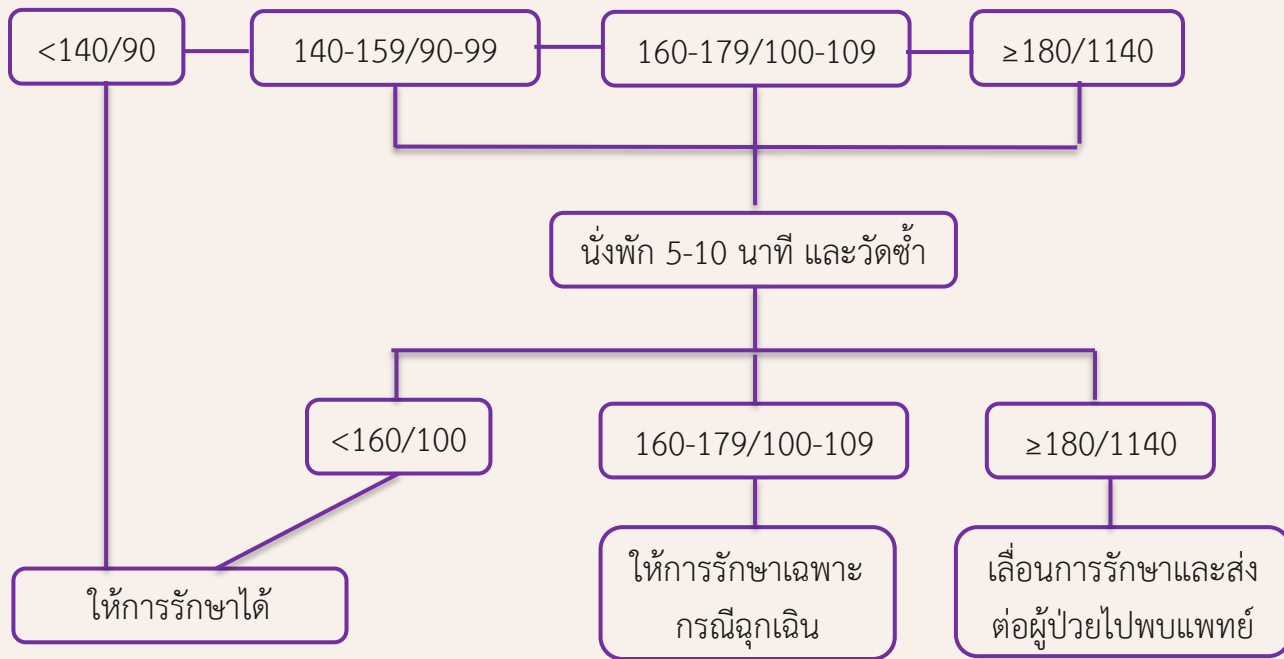 <140/90
140-159/90-99
160-179/100-109
≥180/1140
นั่งพัก 5-10 นาที และวัดซ้ำ
<160/100
160-179/100-109
≥180/1140
ให้การรักษาได้
ให้การรักษาเฉพาะ
กรณีฉุกเฉิน
เลื่อนการรักษาและส่ง
ต่อผู้ป่วยไปพบแพทย์